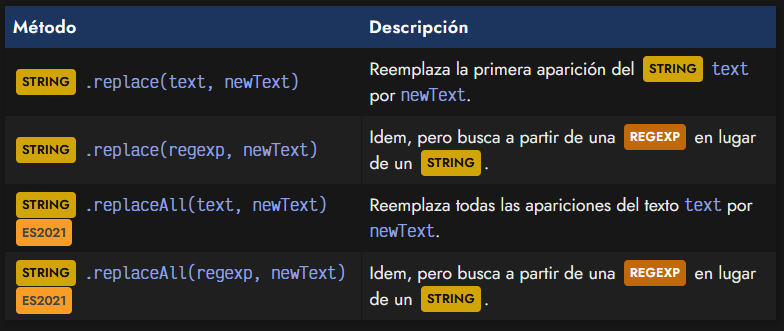 Método Descripción
STRING .replace(text, newText) Reemplaza la primera aparición del STRING text
por newText.
STRING .replace(regexp, newText) Idem, pero busca a partir de una REGEXP en lugar
de un STRING .
STRING .replaceAll(text, newText) Reemplaza todas las apariciones del texto text por
ES2021 newText.
STRING .replaceAll(regexp, newText) Idem, pero busca a partir de una REGEXP en lugar
ES2021 de un STRING .